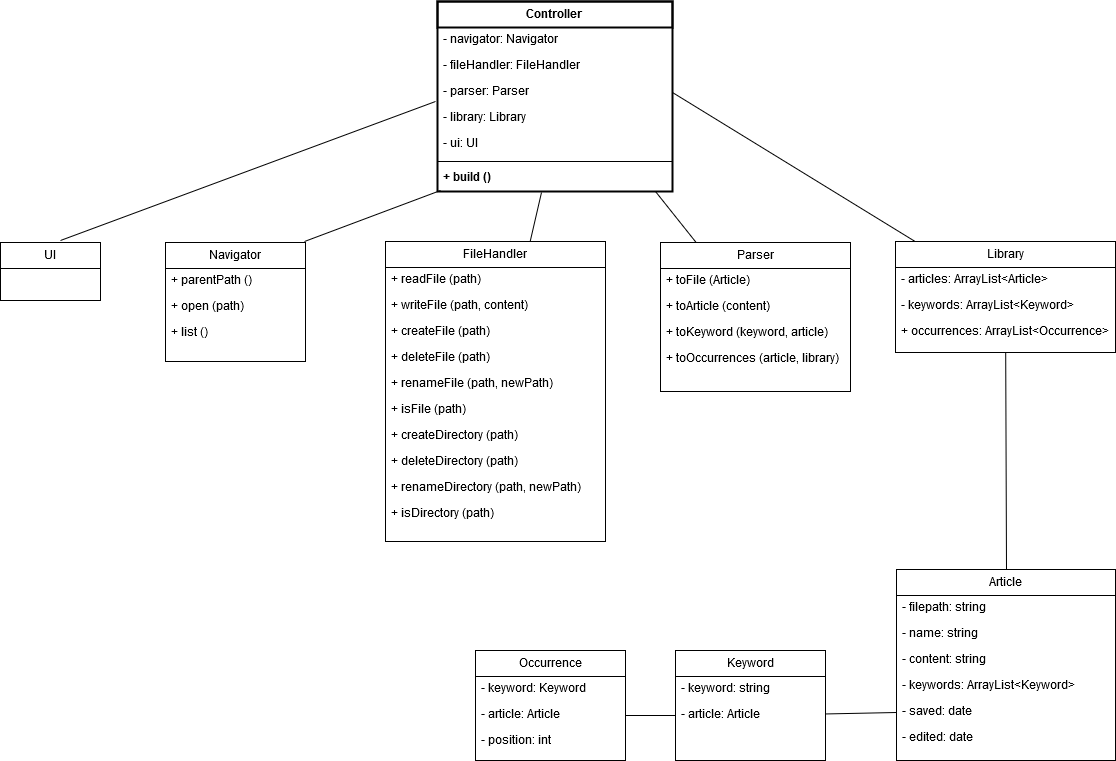 Controller
- navigator: Navigator
- fileHandler: FileHandler
- parser: Parser
- library: Library
- ui: UI
+ build ()
UI
Navigator
+ parentPath ()
+ open (path)
+ list ()
FileHandler
+ readFile (path)
+ writeFile (path, content)
+ createFile (path)
+ deleteFile (path)
+ renameFile (path, newPath)
+ isFile (path)
+ createDirectory (path)
+ deleteDirectory (path)
+ renameDirectory (path, newPath)
+ isDirectory (path)
Parser
+ toFile (Article)
+ toArticle (content)
+ toKeyword (keyword, article)
+ toOccurrences (article, library)
Library
- articles: ArrayList<Article>
- keywords: ArrayList<Keyword>
+ occurrences: ArrayList<Occurrence>
Occurrence
- keyword: Keyword
- article: Article
- position: int
Keyword
- keyword: string
- article: Article
Article
- filepath: string
- name: string
- content: string
- keywords: ArrayList<Keyword>
- saved: date
- edited: date